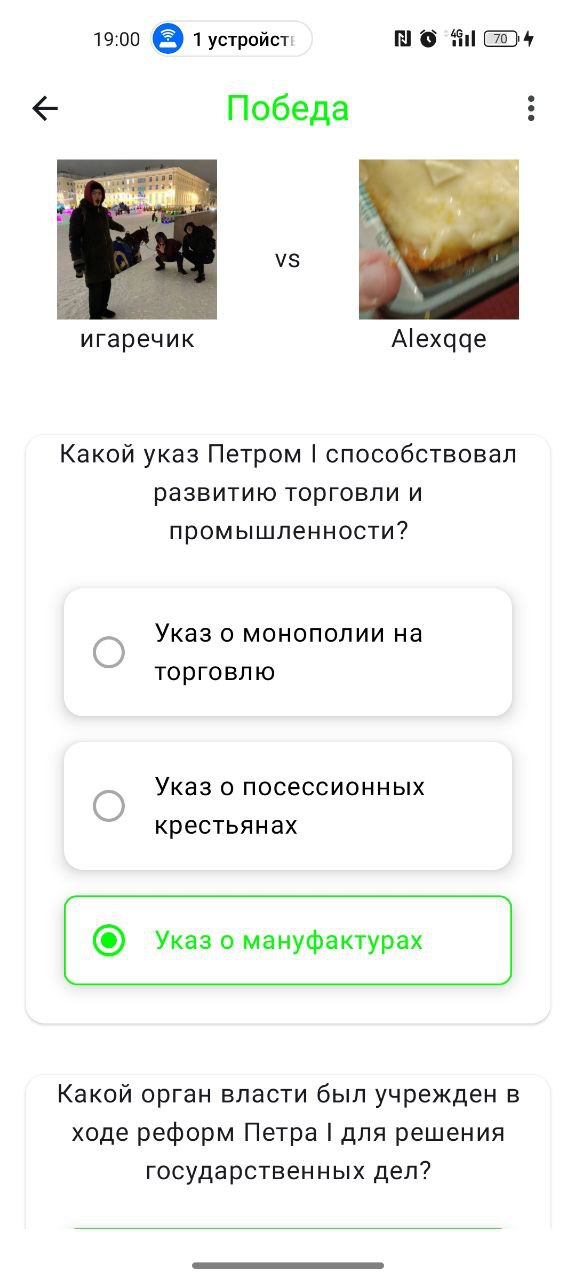 19:00 1 устройств 4G 70
Победа
vs
игаречик Alexqqe
Какой указ Петром I способствовал
развитию торговли и
промышленности?
Указ о монополии на
торговлю
Указ о посессионных
крестьянах
Указ о мануфактурах
Какой орган власти был учрежден в
ходе реформ Петра I для решения
государственных дел?